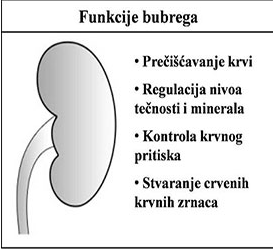 Funkcije bubrega
• Prečišćavanje krvi
• Regulacija nivoa
tečnosti i minerala
• Kontrola krvnog
pritiska
• Stvaranje crvenih
krvnih zrnaca